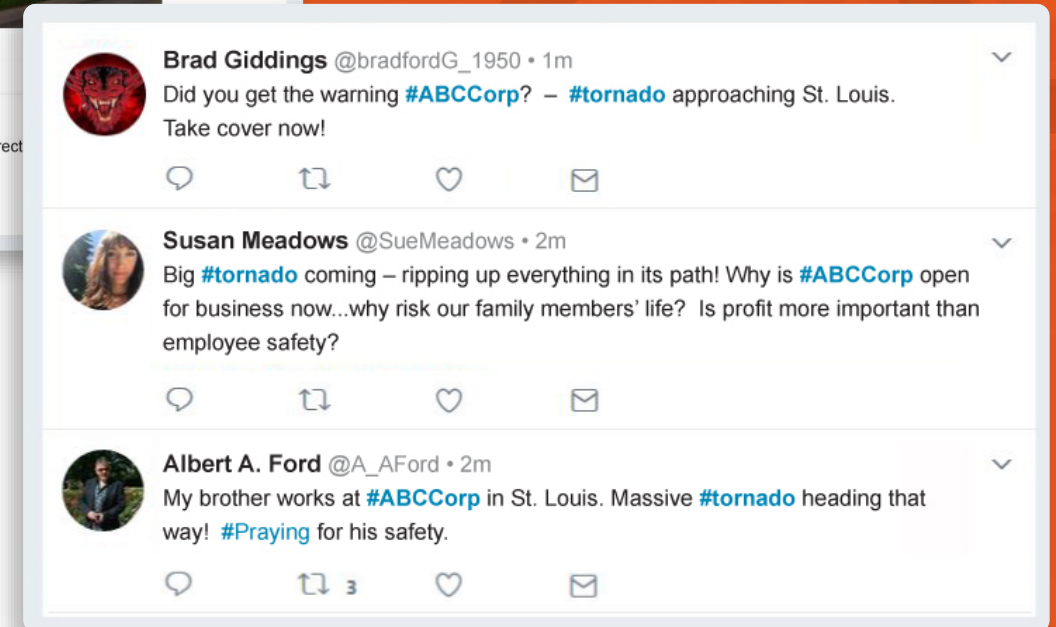 rect
Brad Giddings @bradfordG_1950 • 1m
Did you get the warning #ABCCorp? – #tornado approaching St. Louis.
Take cover now!
Susan Meadows @SueMeadows • 2m
Big #tornado coming – ripping up everything in its path! Why is #ABCCorp open
for business now...why risk our family members’ life?  Is profit more important than
employee safety?
Albert A. Ford @A_AFord • 2m
My brother works at #ABCCorp in St. Louis. Massive #tornado heading that
way!  #Praying for his safety.
3